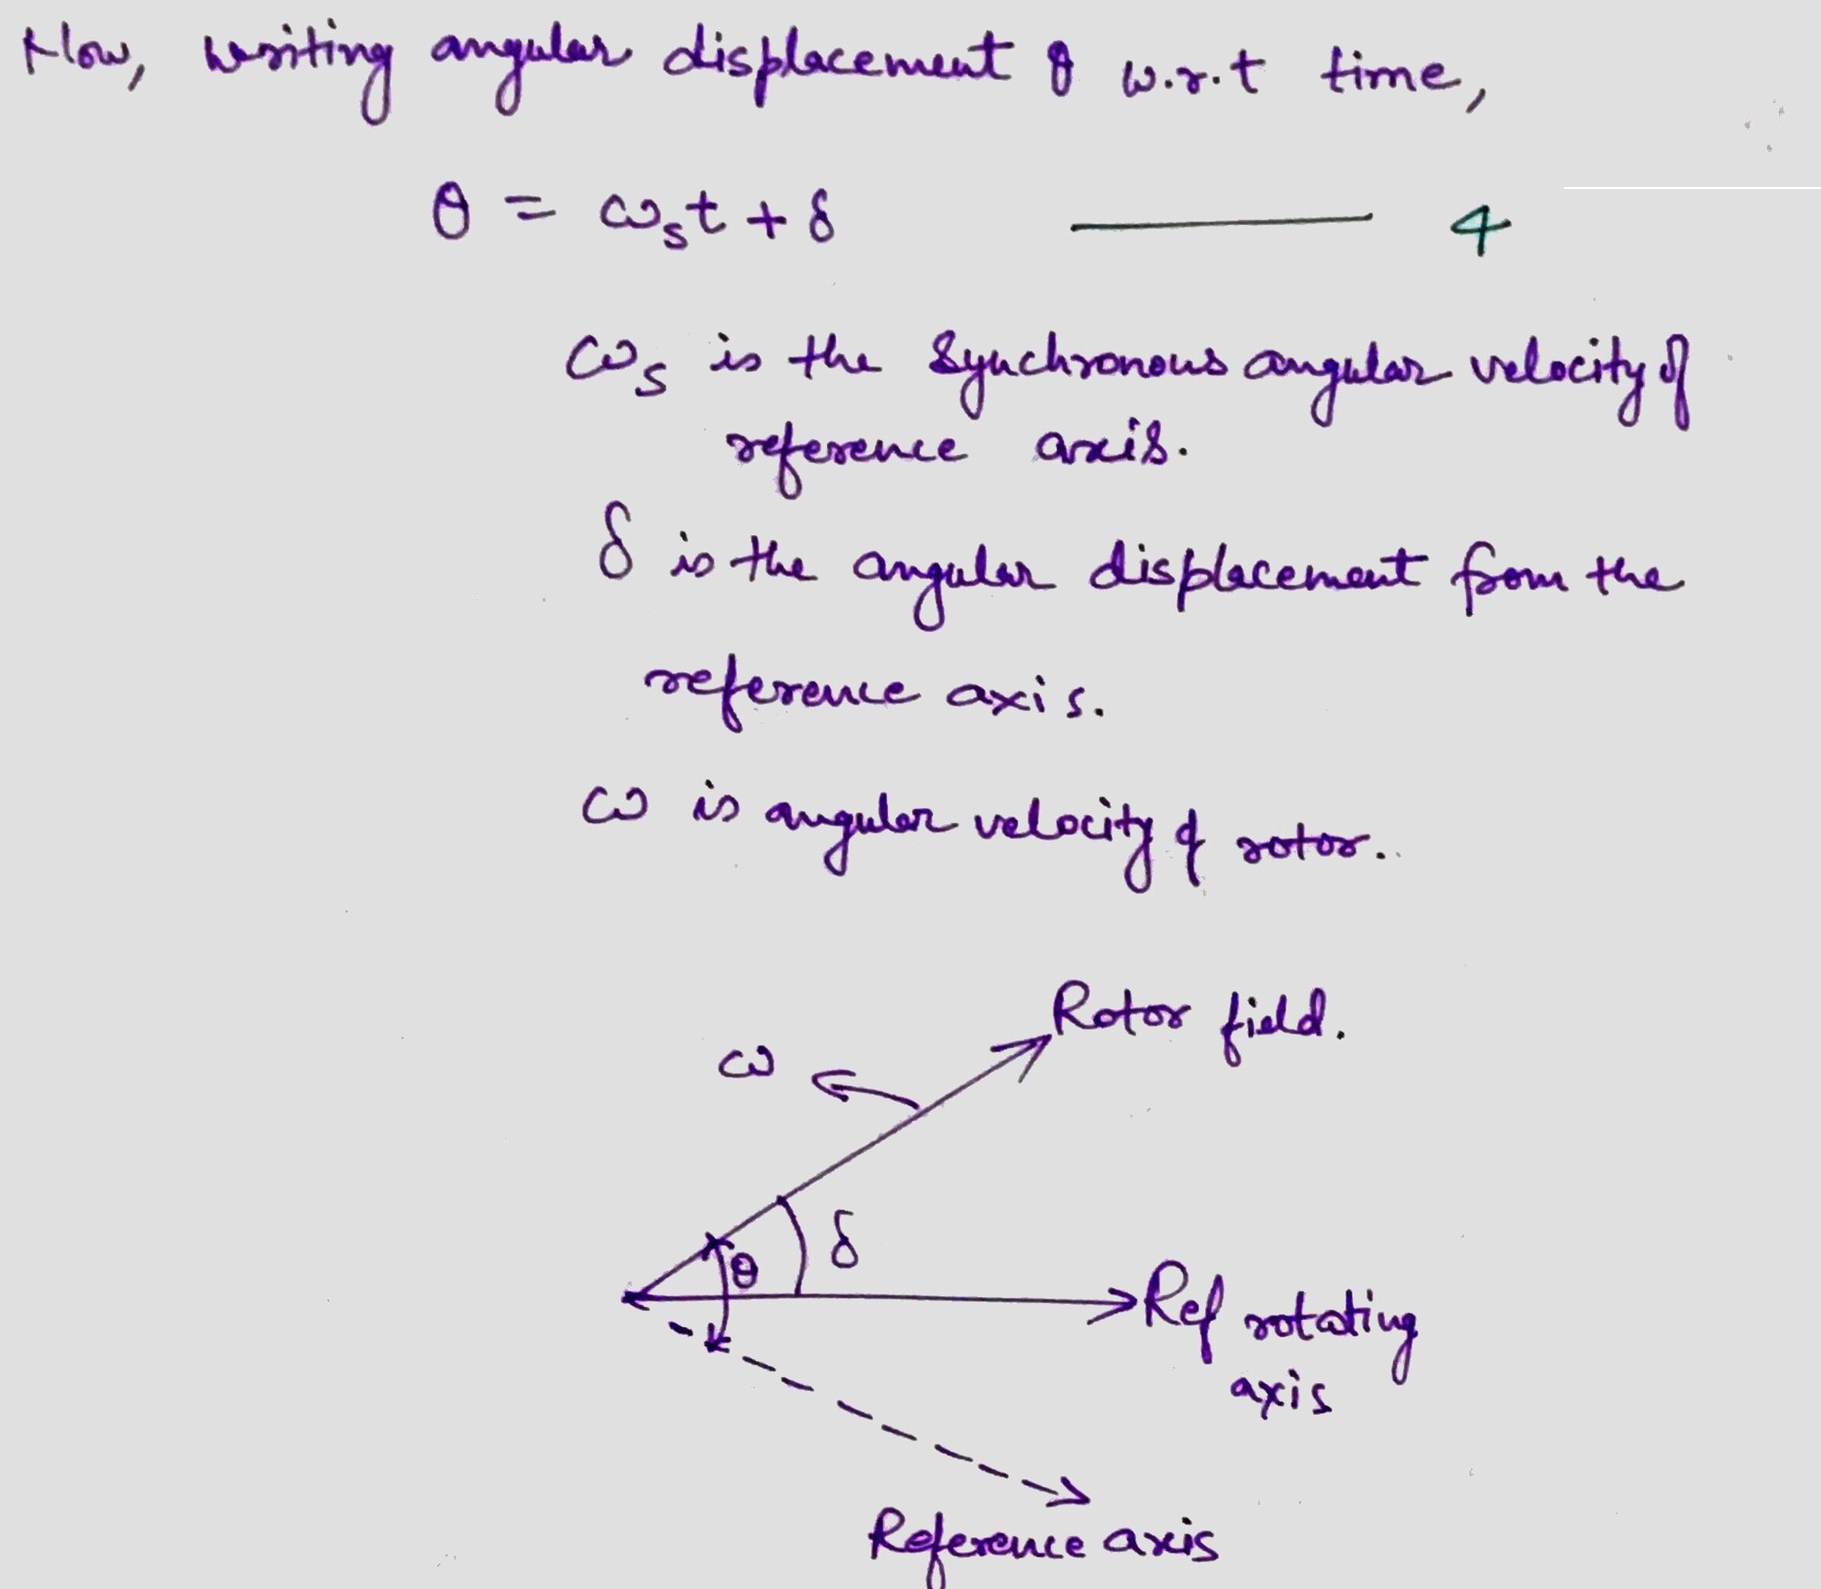 Now, writing angular displacement θ w.r.t time,
θ = ωₛt + δ ——— 4
ωₛ is the Synchronous angular velocity of
reference axis.
δ is the angular displacement from the
reference axis.
ω is angular velocity of rotor.
Rotor field.
ω
δ
θ
Ref rotating
axis
Reference axis